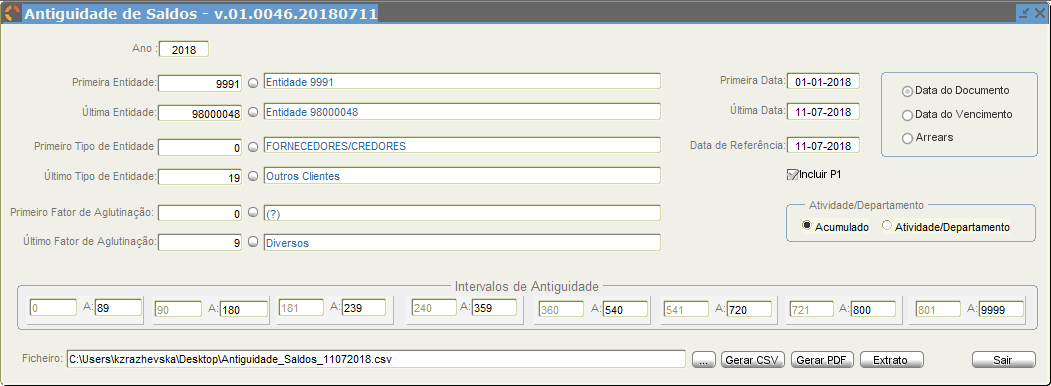 Antiguidade de Saldos - v.01.0046.20180711
Ano : 2018
Primeira Entidade: 9991 Entidade 9991 Primeira Data: 01-01-2018 Data do Documento
Última Entidade: 98000048 Entidade 98000048 Última Data: 11-07-2018 Data do Vencimento
Primeiro Tipo de Entidade 0 FORNECEDORES/CREDORES Data de Referência: 11-07-2018 Arrears
Último Tipo de Entidade: 19 Outros Clientes Incluir P1
Primeiro Fator de Aglutinação: 0 (?) Atividade/Departamento
Acumulado Atividade/Departamento
Último Fator de Aglutinação: 9 Diversos
Intervalos de Antiguidade
0 A: 89 90 A: 180 181 A: 239 240 A: 359 360 A: 540 541 A: 720 721 A: 800 801 A: 9999
Ficheiro: C:\Users\kzrazhevska\Desktop\Antiguidade_Saldos_11072018.csv ... Gerar CSV Gerar PDF Extrato Sair